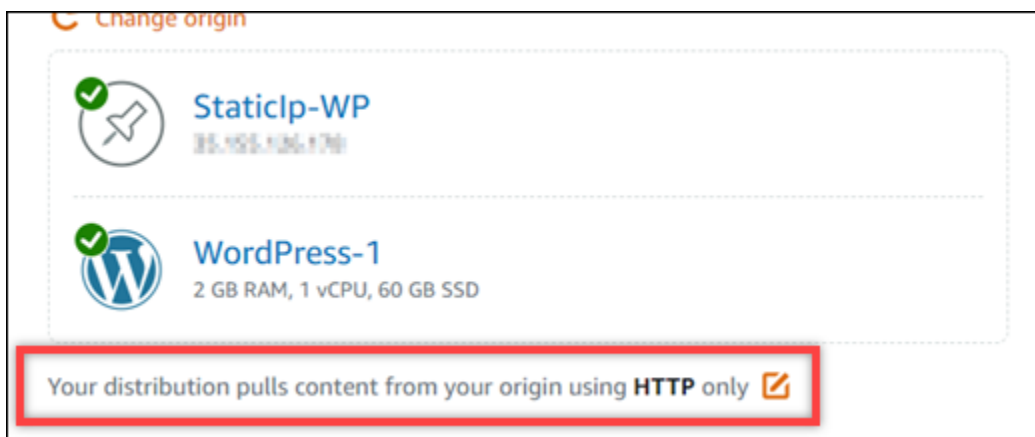 Change origin
StaticIp-WP
WordPress-1
2 GB RAM, 1 vCPU, 60 GB SSD
Your distribution pulls content from your origin using HTTP only